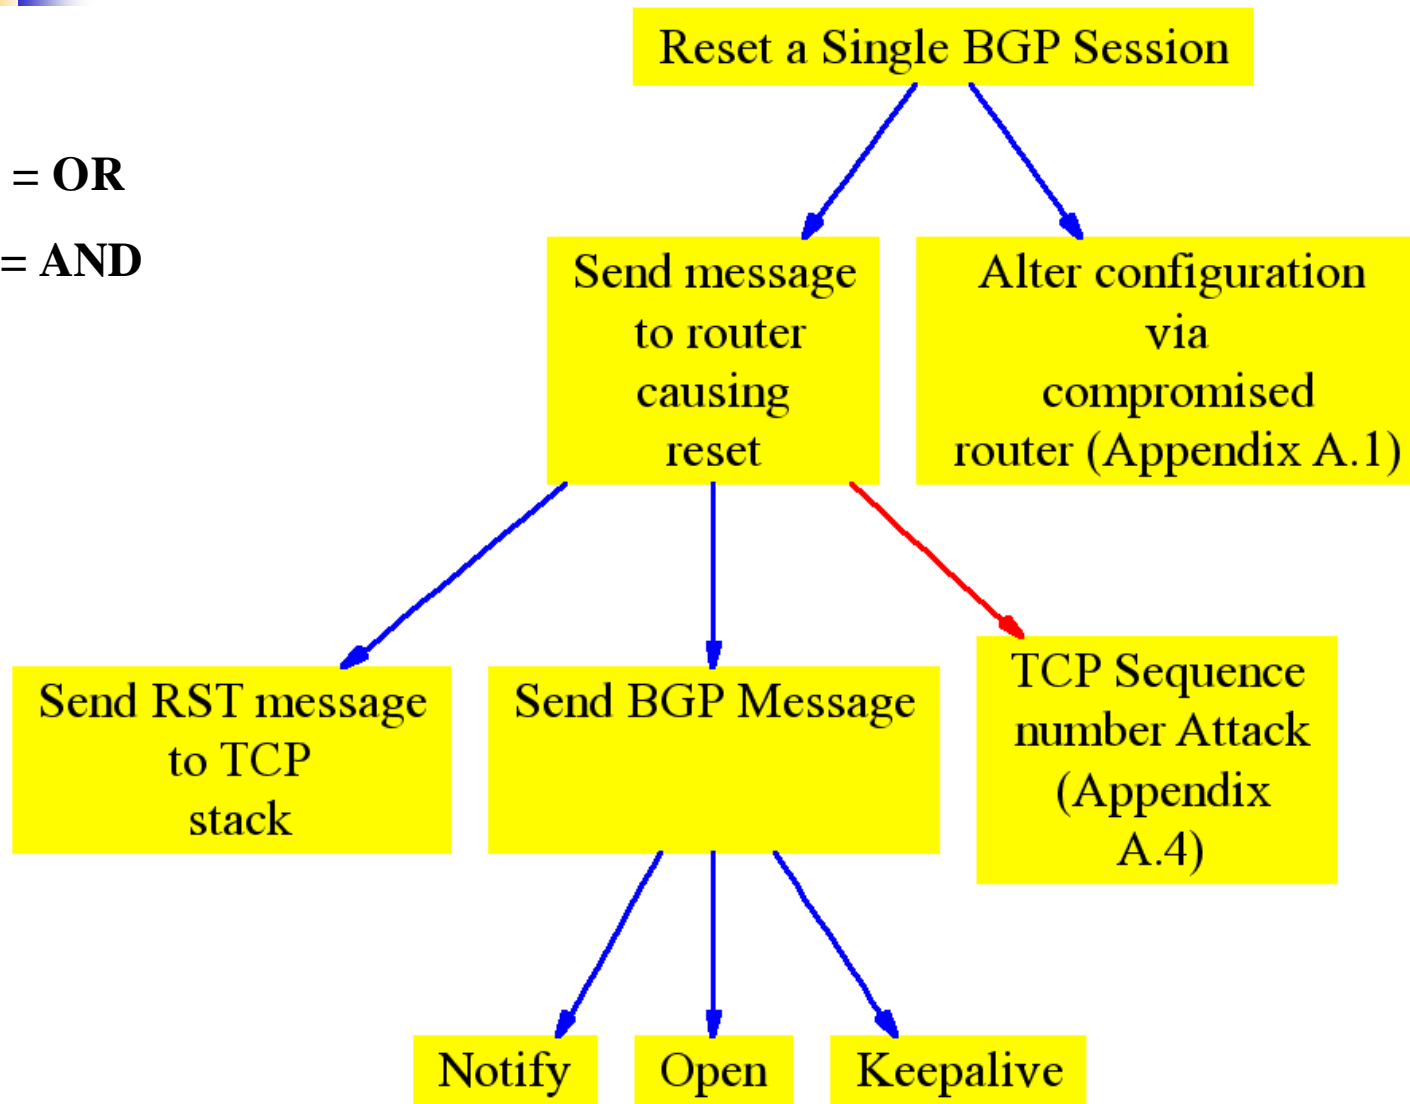 Reset a Single BGP Session
= OR
= AND
Send message
to router
causing
reset
Alter configuration
via
compromised
router (Appendix A.1)
Send RST message
to TCP
stack
Send BGP Message
TCP Sequence
number Attack
(Appendix
A.4)
Notify
Open
Keepalive